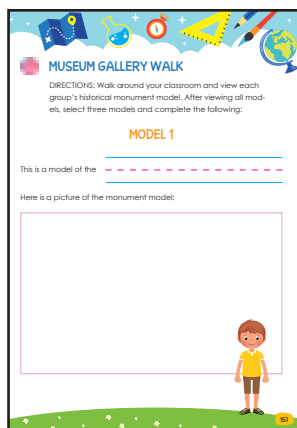 MUSEUM GALLERY WALK
DIRECTIONS: Walk around your classroom and view each
group's historical monument model. After viewing all mod-
els, select three models and complete the following:
MODEL 1
This is a model of the
Here is a picture of the monument model:
157